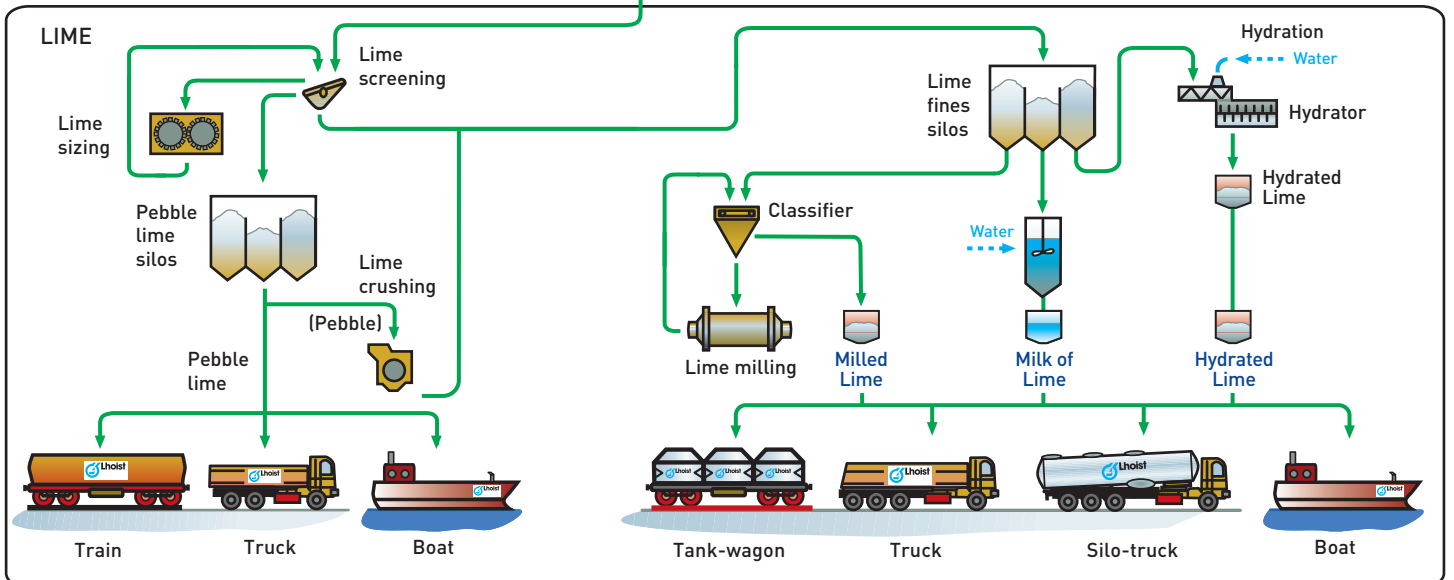 LIME
Lime
screening
Lime
sizing
Pebble
lime
silos
Lime
crushing
(Pebble)
Pebble
lime
Lime
fines
silos
Hydration
Water
Hydrator
Hydrated
Lime
Classifier
Water
Lime milling
Milled
Lime
Milk of
Lime
Hydrated
Lime
Lhoist
Lhoist
Lhoist
Lhoist
Lhoist
Lhoist
Lhoist
Lhoist
Lhoist
Train
Truck
Boat
Tank-wagon
Truck
Silo-truck
Boat